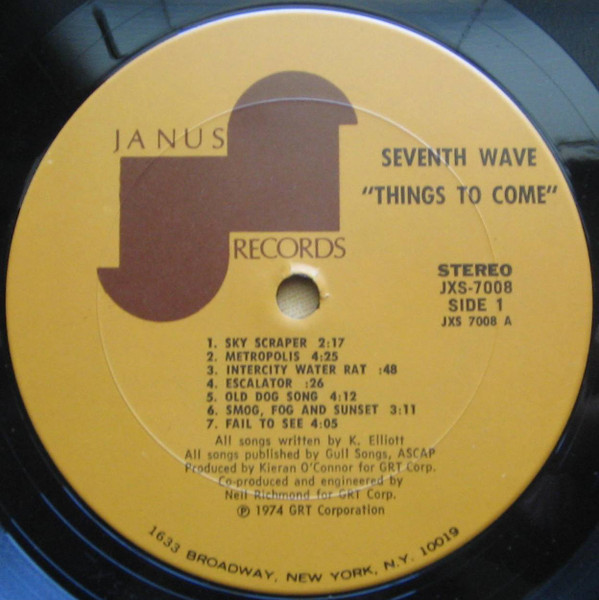 JANUS
RECORDS
SEVENTH WAVE
"THINGS TO COME"
STEREO
JXS-7008
SIDE 1
JXS 7008 A
1. SKY SCRAPER 2:17
2. METROPOLIS 4:25
3. INTERCITY WATER RAT :48
4. ESCALATOR :26
5. OLD DOG SONG 4:12
6. SMOG, FOG AND SUNSET 3:11
7. FAIL TO SEE 4:05
All songs written by K. Elliott
All songs published by Gull Songs, ASCAP
Produced by Kieran O'Connor for GRT Corp.
Co-produced and engineered by
Neil Richmond for GRT Corp.
℗ 1974 GRT Corporation
1633 BROADWAY, NEW YORK, N.Y. 10019